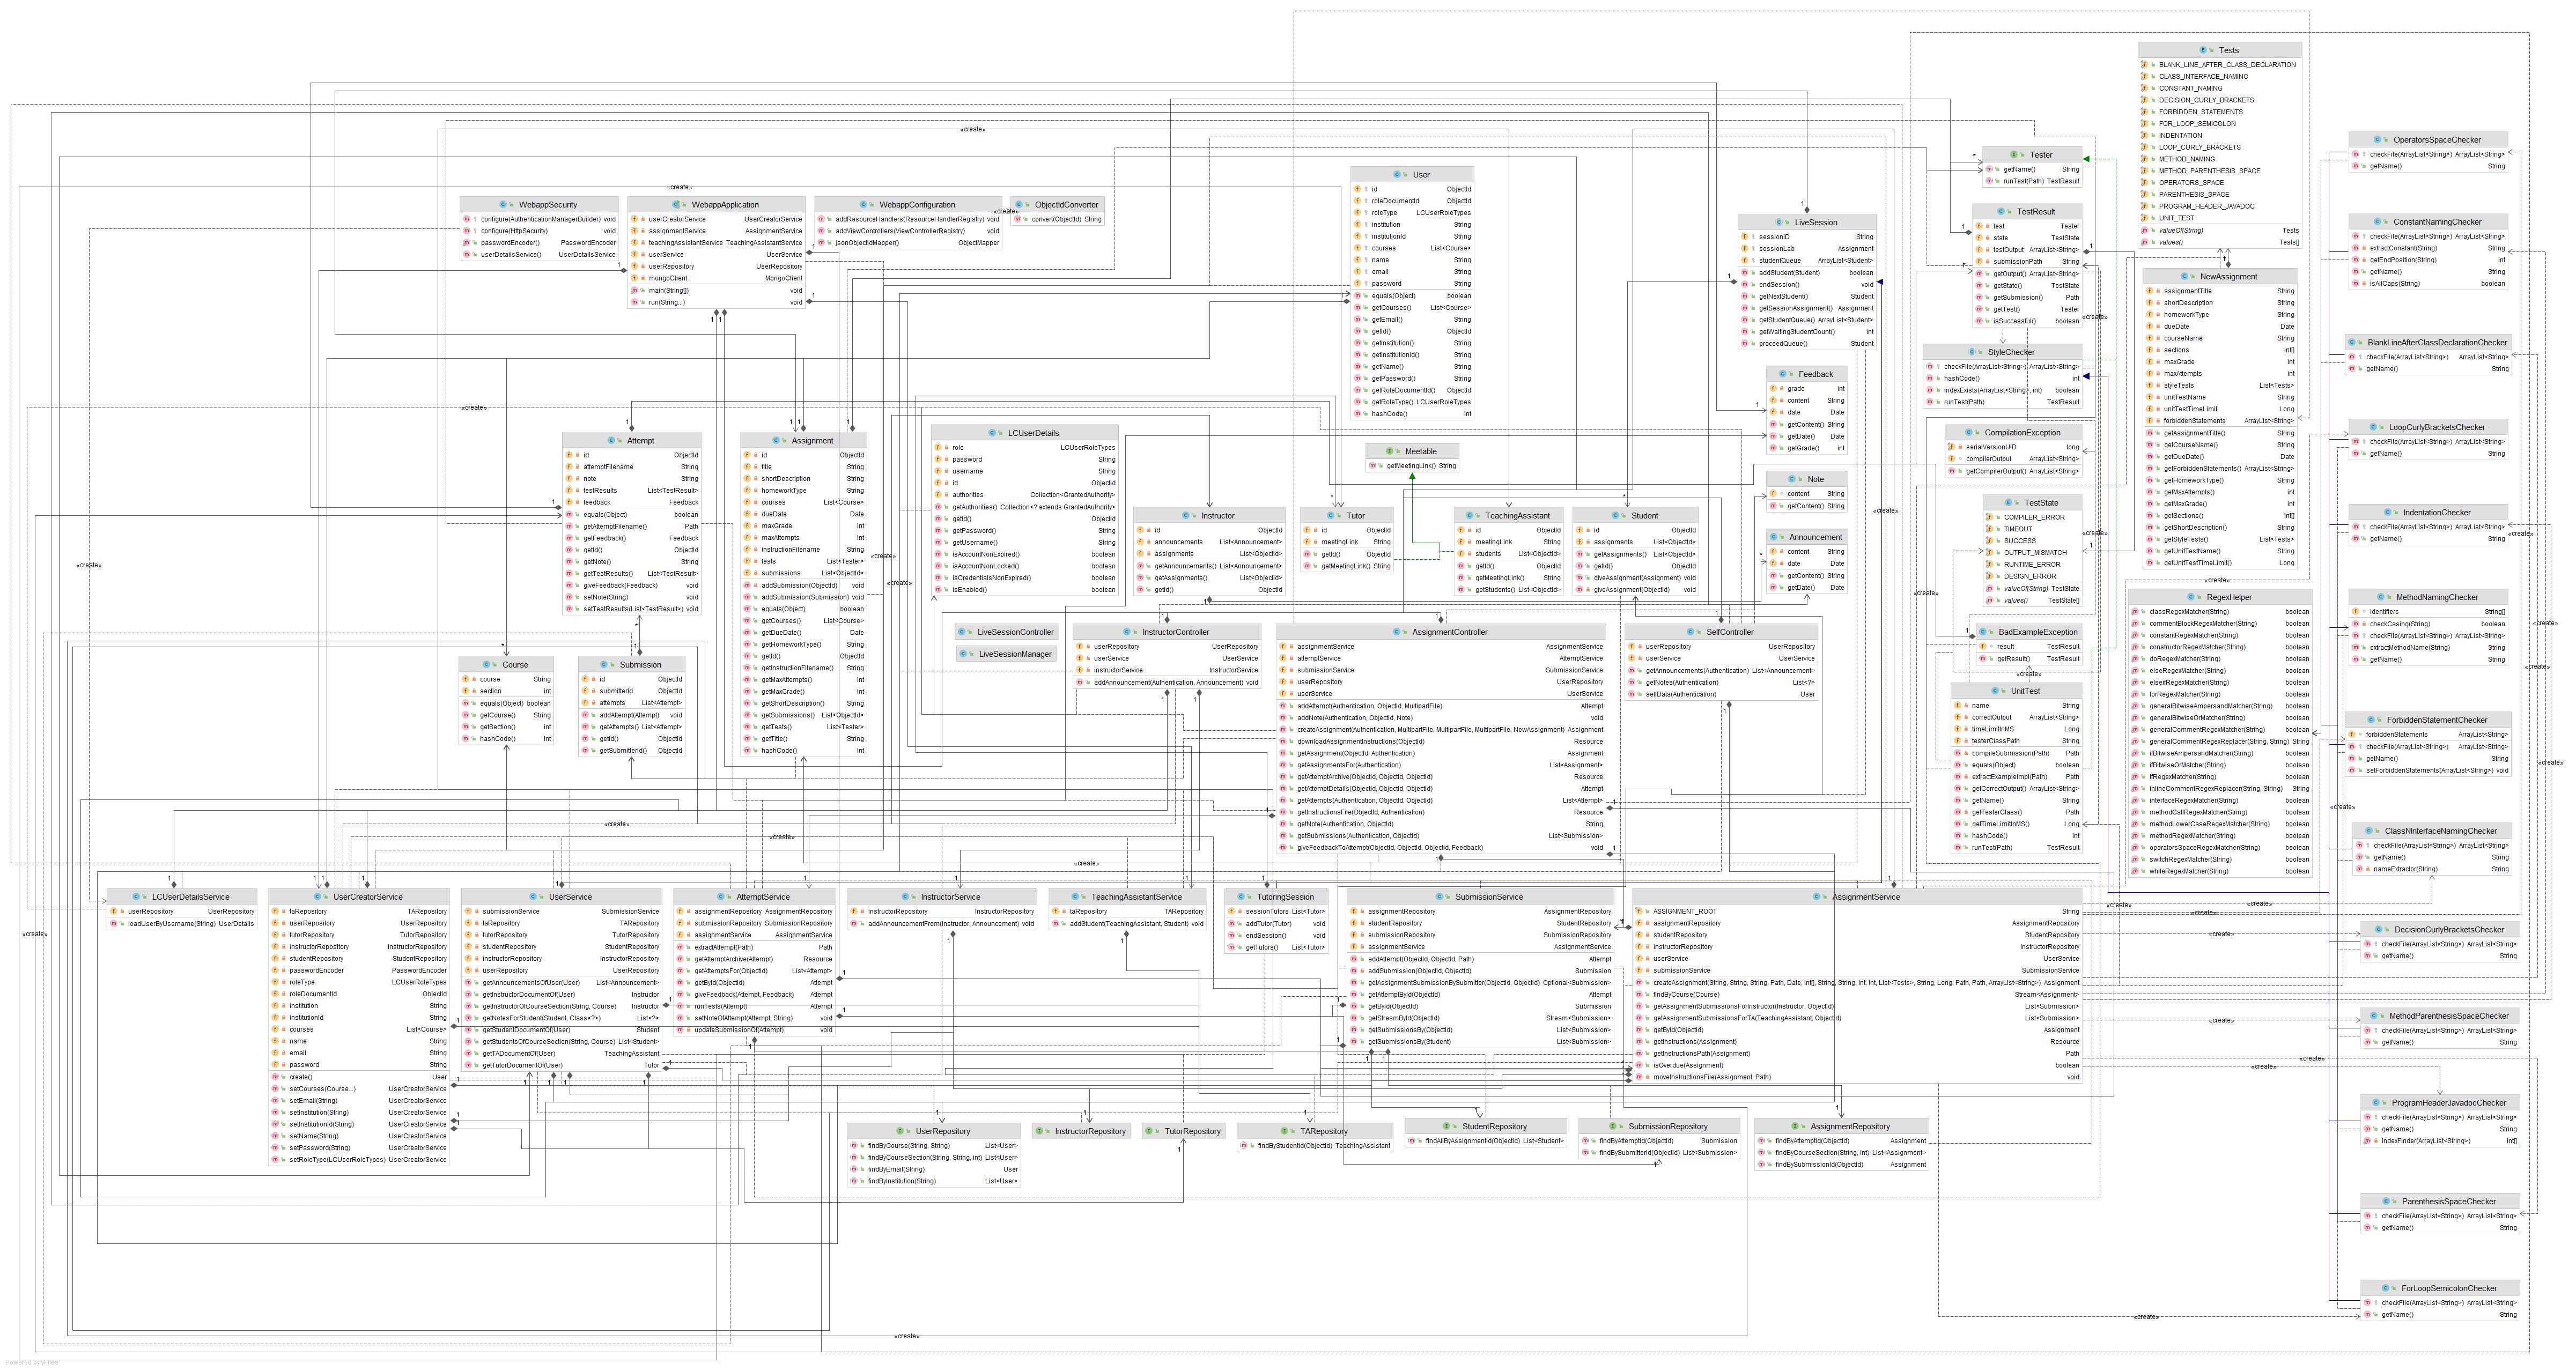 Tests
BLANK_LINE_AFTER_CLASS_DECLARATION
CLASS_INTERFACE_NAMING
CONSTANT_NAMING
DECISION_CURLY_BRACKETS
FORBIDDEN_STATEMENTS
FOR_LOOP_SEMICOLON
INDENTATION
LOOP_CURLY_BRACKETS
METHOD_NAMING
METHOD_PARENTHESIS_SPACE
OPERATORS_SPACE
PARENTHESIS_SPACE
PROGRAM_HEADER_JAVADOC
UNIT_TEST
valueOf(String) Tests
values() Tests[]
OperatorsSpaceChecker
checkFile(ArrayList<String>) ArrayList<String>
getName() String
Tester
getName() String
runTest(Path) TestResult
User
id ObjectId
roleDocumentId ObjectId
roleType LCUserRoleTypes
institution String
institutionId String
courses List<Course>
name String
email String
password String
equals(Object) boolean
getCourses() List<Course>
getEmail() String
getId() ObjectId
getInstitution() String
getInstitutionId() String
getName() String
getPassword() String
getRoleDocumentId() ObjectId
getRoleType() LCUserRoleTypes
hashCode() int
WebappSecurity
configure(AuthenticationManagerBuilder) void
configure(HttpSecurity) void
passwordEncoder() PasswordEncoder
userDetailsService() UserDetailsService
WebappApplication
userCreatorService UserCreatorService
assignmentService AssignmentService
teachingAssistantService TeachingAssistantService
userService UserService
userRepository UserRepository
mongoClient MongoClient
main(String[]) void
run(String...) void
WebappConfiguration
addResourceHandlers(ResourceHandlerRegistry) void
addViewControllers(ViewControllerRegistry) void
jsonObjectIdMapper() ObjectMapper
ObjectIdConverter
convert(ObjectId) String
LiveSession
sessionID String
sessionLab Assignment
studentQueue ArrayList<Student>
addStudent(Student) boolean
endSession() void
getNextStudent() Student
getSessionAssignment() Assignment
getStudentQueue() ArrayList<Student>
getWaitingStudentCount() int
proceedQueue() Student
TestResult
test Tester
state TestState
testOutput ArrayList<String>
submissionPath String
getOutput() ArrayList<String>
getState() TestState
getSubmission() Path
getTest() Tester
isSuccessful() boolean
ConstantNamingChecker
checkFile(ArrayList<String>) ArrayList<String>
extractConstant(String) String
getEndPosition(String) int
getName() String
isAllCaps(String) boolean
NewAssignment
assignmentTitle String
shortDescription String
homeworkType String
dueDate Date
courseName String
sections int[]
maxGrade int
maxAttempts int
styleTests List<Tests>
unitTestName String
unitTestTimeLimit Long
forbiddenStatements ArrayList<String>
getAssignmentTitle() String
getCourseName() String
getDueDate() Date
getForbiddenStatements() ArrayList<String>
getHomeworkType() String
getMaxAttempts() int
getMaxGrade() int
getSections() int[]
getShortDescription() String
getStyleTests() List<Tests>
getUnitTestName() String
getUnitTestTimeLimit() Long
StyleChecker
checkFile(ArrayList<String>) ArrayList<String>
hashCode() int
indexExists(ArrayList<String>, int) boolean
runTest(Path) TestResult
BlankLineAfterClassDeclarationChecker
checkFile(ArrayList<String>) ArrayList<String>
getName() String
Feedback
grade int
content String
date Date
getContent() String
getDate() Date
getGrade() int
Attempt
id ObjectId
attemptFilename String
note String
testResults List<TestResult>
feedback Feedback
equals(Object) boolean
getAttemptFilename() Path
getFeedback() Feedback
getId() ObjectId
getNote() String
getTestResults() List<TestResult>
giveFeedback(Feedback) void
setNote(String) void
setTestResults(List<TestResult>) void
Assignment
id ObjectId
title String
shortDescription String
homeworkType String
courses List<Course>
dueDate Date
maxGrade int
maxAttempts int
instructionFilename String
tests List<Tester>
submissions List<ObjectId>
addSubmission(ObjectId) void
addSubmission(Submission) void
equals(Object) boolean
getCourses() List<Course>
getDueDate() Date
getHomeworkType() String
getId() ObjectId
getInstructionFilename() String
getMaxAttempts() int
getMaxGrade() int
getShortDescription() String
getSubmissions() List<ObjectId>
getTests() List<Tester>
getTitle() String
hashCode() int
LCUserDetails
role LCUserRoleTypes
password String
username String
id ObjectId
authorities Collection<GrantedAuthority>
getAuthorities() Collection<? extends GrantedAuthority>
getId() ObjectId
getPassword() String
getUsername() String
isAccountNonExpired() boolean
isAccountNonLocked() boolean
isCredentialsNonExpired() boolean
isEnabled() boolean
Meetable
getMeetingLink() String
CompilationException
serialVersionUID long
compilerOutput ArrayList<String>
getCompilerOutput() ArrayList<String>
LoopCurlyBracketsChecker
checkFile(ArrayList<String>) ArrayList<String>
getName() String
Note
content String
getContent() String
Instructor
id ObjectId
announcements List<Announcement>
assignments List<ObjectId>
getAnnouncements() List<Announcement>
getAssignments() List<ObjectId>
getId() ObjectId
Tutor
id ObjectId
meetingLink String
getId() ObjectId
getMeetingLink() String
TeachingAssistant
id ObjectId
meetingLink String
students List<ObjectId>
getId() ObjectId
getMeetingLink() String
getStudents() List<ObjectId>
Student
id ObjectId
assignments List<ObjectId>
getAssignments() List<ObjectId>
getId() ObjectId
giveAssignment(Assignment) void
giveAssignment(ObjectId) void
Announcement
content String
date Date
getContent() String
getDate() Date
TestState
COMPILER_ERROR
TIMEOUT
SUCCESS
OUTPUT_MISMATCH
RUNTIME_ERROR
DESIGN_ERROR
valueOf(String) TestState
values() TestState[]
IndentationChecker
checkFile(ArrayList<String>) ArrayList<String>
getName() String
RegexHelper
classRegexMatcher(String) boolean
commentBlockRegexMatcher(String) boolean
constantRegexMatcher(String) boolean
constructorRegexMatcher(String) boolean
doRegexMatcher(String) boolean
elseRegexMatcher(String) boolean
elseifRegexMatcher(String) boolean
forRegexMatcher(String) boolean
generalBitwiseAmpersandMatcher(String) boolean
generalBitwiseOrMatcher(String) boolean
generalCommentRegexMatcher(String) boolean
generalCommentRegexReplacer(String, String) String
ifBitwiseAmpersandMatcher(String) boolean
ifBitwiseOrMatcher(String) boolean
ifRegexMatcher(String) boolean
inlineCommentRegexReplacer(String, String) String
interfaceRegexMatcher(String) boolean
methodCallRegexMatcher(String) boolean
methodLowerCaseRegexMatcher(String) boolean
methodRegexMatcher(String) boolean
operatorsSpaceRegexMatcher(String) boolean
switchRegexMatcher(String) boolean
whileRegexMatcher(String) boolean
MethodNamingChecker
identifiers String[]
checkCasing(String) boolean
checkFile(ArrayList<String>) ArrayList<String>
extractMethodName(String) String
getName() String
LiveSessionController
LiveSessionManager
InstructorController
userRepository UserRepository
userService UserService
instructorService InstructorService
addAnnouncement(Authentication, Announcement) void
AssignmentController
assignmentService AssignmentService
attemptService AttemptService
submissionService SubmissionService
userRepository UserRepository
userService UserService
addAttempt(Authentication, ObjectId, MultipartFile) Attempt
addNote(Authentication, ObjectId, Note) void
createAssignment(Authentication, MultipartFile, MultipartFile, MultipartFile, NewAssignment) Assignment
downloadAssignmentInstructions(ObjectId) Resource
getAssignment(ObjectId, Authentication) Assignment
getAssignmentsFor(Authentication) List<Assignment>
getAttemptArchive(ObjectId, ObjectId, ObjectId) Resource
getAttemptDetails(ObjectId, ObjectId, ObjectId) Attempt
getAttempts(Authentication, ObjectId, ObjectId) List<Attempt>
getInstructionsFile(ObjectId, Authentication) Resource
getNote(Authentication, ObjectId) String
getSubmissions(Authentication, ObjectId) List<Submission>
giveFeedbackToAttempt(ObjectId, ObjectId, ObjectId, Feedback) void
SelfController
userRepository UserRepository
userService UserService
getAnnouncements(Authentication) List<Announcement>
getNotes(Authentication) List<?>
selfData(Authentication) User
BadExampleException
result TestResult
getResult() TestResult
Course
course String
section int
equals(Object) boolean
getCourse() String
getSection() int
hashCode() int
Submission
id ObjectId
submitterId ObjectId
attempts List<Attempt>
addAttempt(Attempt) void
getAttempts() List<Attempt>
getId() ObjectId
getSubmitterId() ObjectId
UnitTest
name String
correctOutput ArrayList<String>
timeLimitInMS Long
testerClassPath String
compileSubmission(Path) Path
equals(Object) boolean
extractExampleImpl(Path) Path
getCorrectOutput() ArrayList<String>
getName() String
getTesterClass() Path
getTimeLimitInMS() Long
hashCode() int
runTest(Path) TestResult
ForbiddenStatementChecker
forbiddenStatements ArrayList<String>
checkFile(ArrayList<String>) ArrayList<String>
getName() String
setForbiddenStatements(ArrayList<String>) void
ClassNInterfaceNamingChecker
checkFile(ArrayList<String>) ArrayList<String>
getName() String
nameExtractor(String) String
LCUserDetailsService
userRepository UserRepository
loadUserByUsername(String) UserDetails
UserCreatorService
taRepository TARepository
userRepository UserRepository
tutorRepository TutorRepository
instructorRepository InstructorRepository
studentRepository StudentRepository
passwordEncoder PasswordEncoder
roleType LCUserRoleTypes
roleDocumentId ObjectId
institution String
institutionId String
courses List<Course>
name String
email String
password String
create() User
setCourses(Course...) UserCreatorService
setEmail(String) UserCreatorService
setInstitution(String) UserCreatorService
setInstitutionId(String) UserCreatorService
setName(String) UserCreatorService
setPassword(String) UserCreatorService
setRoleType(LCUserRoleTypes) UserCreatorService
UserService
submissionService SubmissionService
taRepository TARepository
tutorRepository TutorRepository
studentRepository StudentRepository
instructorRepository InstructorRepository
userRepository UserRepository
getAnnouncementsOfUser(User) List<Announcement>
getInstructorDocumentOf(User) Instructor
getInstructorOfCourseSection(String, Course) Instructor
getNotesForStudent(Student, Class<?>) List<?>
getStudentDocumentOf(User) Student
getStudentsOfCourseSection(String, Course) List<Student>
getTADocumentOf(User) TeachingAssistant
getTutorDocumentOf(User) Tutor
AttemptService
assignmentRepository AssignmentRepository
submissionRepository SubmissionRepository
assignmentService AssignmentService
extractAttempt(Path) Path
getAttemptArchive(Attempt) Resource
getAttemptsFor(ObjectId) List<Attempt>
getById(ObjectId) Attempt
giveFeedback(Attempt, Feedback) Attempt
runTests(Attempt) Attempt
setNoteOfAttempt(Attempt, String) void
updateSubmissionOf(Attempt) void
InstructorService
instructorRepository InstructorRepository
addAnnouncementFrom(Instructor, Announcement) void
TeachingAssistantService
taRepository TARepository
addStudent(TeachingAssistant, Student) void
TutoringSession
sessionTutors List<Tutor>
addTutor(Tutor) void
endSession() void
getTutors() List<Tutor>
SubmissionService
assignmentRepository AssignmentRepository
studentRepository StudentRepository
submissionRepository SubmissionRepository
assignmentService AssignmentService
addAttempt(ObjectId, ObjectId, Path) Attempt
addSubmission(ObjectId, ObjectId) Submission
getAssignmentSubmissionBySubmitter(ObjectId, ObjectId) Optional<Submission>
getAttemptById(ObjectId) Attempt
getById(ObjectId) Submission
getStreamById(ObjectId) Stream<Submission>
getSubmissionsBy(ObjectId) List<Submission>
getSubmissionsBy(Student) List<Submission>
AssignmentService
ASSIGNMENT_ROOT String
assignmentRepository AssignmentRepository
studentRepository StudentRepository
instructorRepository InstructorRepository
userService UserService
submissionService SubmissionService
createAssignment(String, String, String, Path, Date, int[], String, String, int, int, List<Tests>, String, Long, Path, Path, ArrayList<String>) Assignment
findByCourse(Course) Stream<Assignment>
getAssignmentSubmissionsForInstructor(Instructor, ObjectId) List<Submission>
getAssignmentSubmissionsForTA(TeachingAssistant, ObjectId) List<Submission>
getById(ObjectId) Assignment
getInstructions(Assignment) Resource
getInstructionsPath(Assignment) Path
isOverdue(Assignment) boolean
moveInstructionsFile(Assignment, Path) void
DecisionCurlyBracketsChecker
checkFile(ArrayList<String>) ArrayList<String>
getName() String
MethodParenthesisSpaceChecker
checkFile(ArrayList<String>) ArrayList<String>
getName() String
ProgramHeaderJavadocChecker
checkFile(ArrayList<String>) ArrayList<String>
getName() String
indexFinder(ArrayList<String>) int[]
UserRepository
findByCourse(String, String) List<User>
findByCourseSection(String, String, int) List<User>
findByEmail(String) User
findByInstitution(String) List<User>
InstructorRepository
TutorRepository
TARepository
findByStudentId(ObjectId) TeachingAssistant
StudentRepository
findAllByAssignmentId(ObjectId) List<Student>
SubmissionRepository
findByAttemptId(ObjectId) Submission
findBySubmitterId(ObjectId) List<Submission>
AssignmentRepository
findByAttemptId(ObjectId) Assignment
findByCourseSection(String, int) List<Assignment>
findBySubmissionId(ObjectId) Assignment
ParenthesisSpaceChecker
checkFile(ArrayList<String>) ArrayList<String>
getName() String
ForLoopSemicolonChecker
checkFile(ArrayList<String>) ArrayList<String>
getName() String
«create»
Powered by yFiles